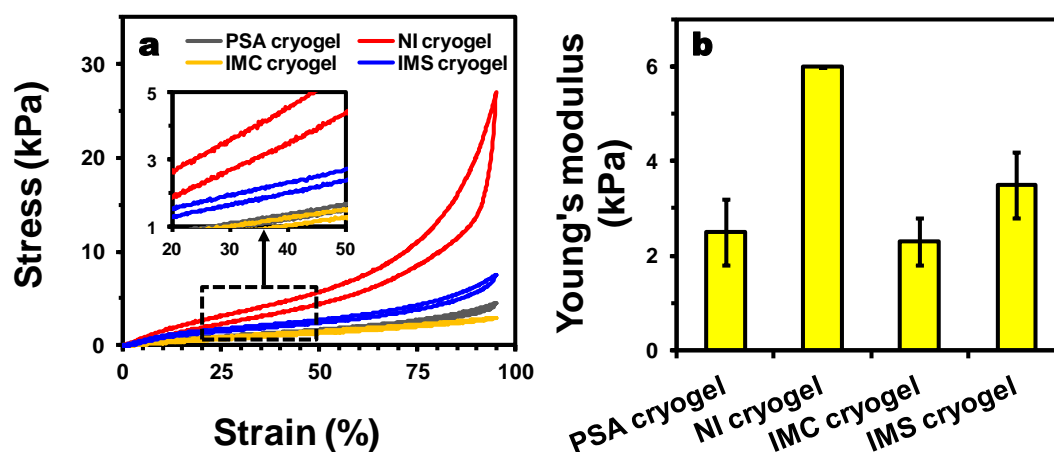 a
PSA cryogel NI cryogel
IMC cryogel IMS cryogel
Stress (kPa)
30
20
10
0
5
3
1
20 30 40 50
0 25 50 75 100
Strain (%)
b
Young's modulus
(kPa)
6
4
2
0
PSA cryogel
NI cryogel
IMC cryogel
IMS cryogel